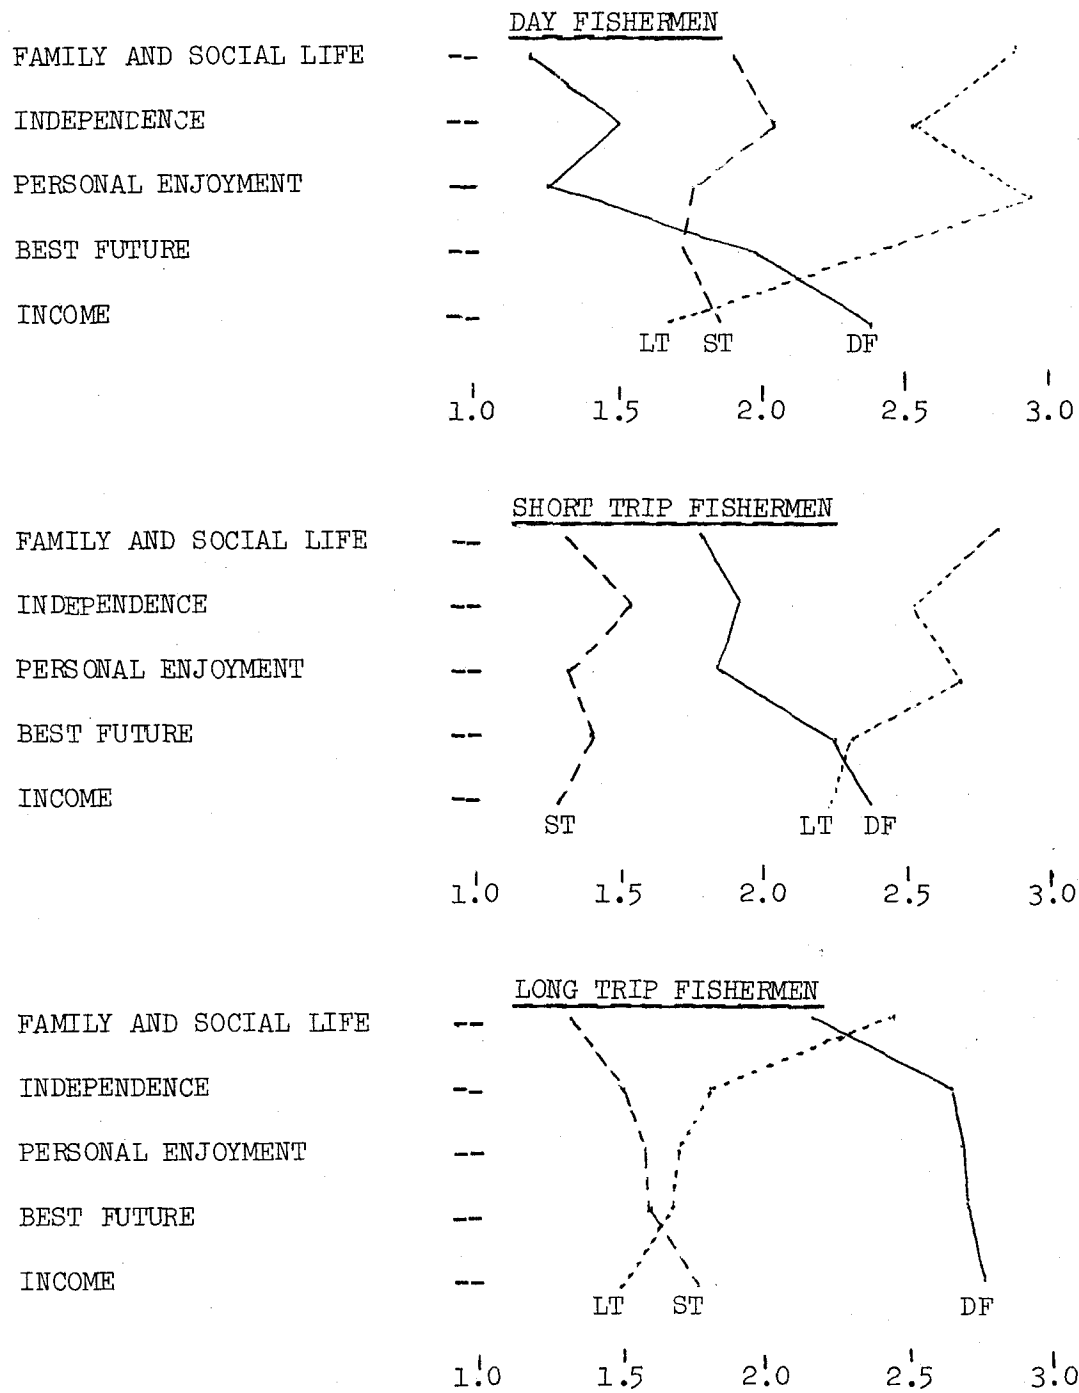 DAY FISHERMEN
FAMILY AND SOCIAL LIFE --
INDEPENDENCE --
PERSONAL ENJOYMENT --
BEST FUTURE --
INCOME --
LT ST DF
1.0 1.5 2.0 2.5 3.0
SHORT TRIP FISHERMEN
FAMILY AND SOCIAL LIFE --
INDEPENDENCE --
PERSONAL ENJOYMENT --
BEST FUTURE --
INCOME --
ST LT DF
1.0 1.5 2.0 2.5 3.0
LONG TRIP FISHERMEN
FAMILY AND SOCIAL LIFE --
INDEPENDENCE --
PERSONAL ENJOYMENT --
BEST FUTURE --
INCOME --
LT ST DF
1.0 1.5 2.0 2.5 3.0